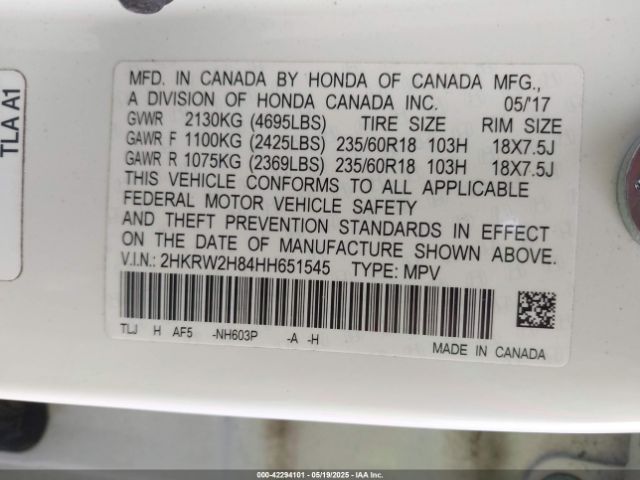 TLA A1
MFD. IN CANADA BY HONDA OF CANADA MFG.,
A DIVISION OF HONDA CANADA INC. 05/'17
GVWR 2130KG (4695LBS) TIRE SIZE RIM SIZE
GAWR F 1100KG (2425LBS) 235/60R18 103H 18X7.5J
GAWR R 1075KG (2369LBS) 235/60R18 103H 18X7.5J
THIS VEHICLE CONFORMS TO ALL APPLICABLE
FEDERAL MOTOR VEHICLE SAFETY
AND THEFT PREVENTION STANDARDS IN EFFECT
ON THE DATE OF MANUFACTURE SHOWN ABOVE.
V.I.N.: 2HKRW2H84HH651545 TYPE: MPV
TLJ H AF5 -NH603P -A -H
MADE IN CANADA
000-42294101 - 05/19/2025 - IAAI.COM